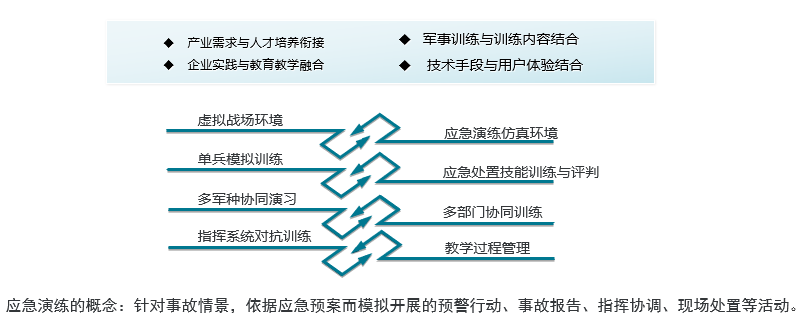 ◆ 产业需求与人才培养衔接
◆ 军事训练与训练内容结合
◆ 企业实践与教育教学融合
◆ 技术手段与用户体验结合
虚拟战场环境
应急演练仿真环境
单兵模拟训练
应急处置技能训练与评判
多军种协同演习
多部门协同训练
指挥系统对抗训练
教学过程管理
应急演练的概念：针对事故情景，依据应急预案而模拟开展的预警行动、事故报告、指挥协调、现场处置等活动。